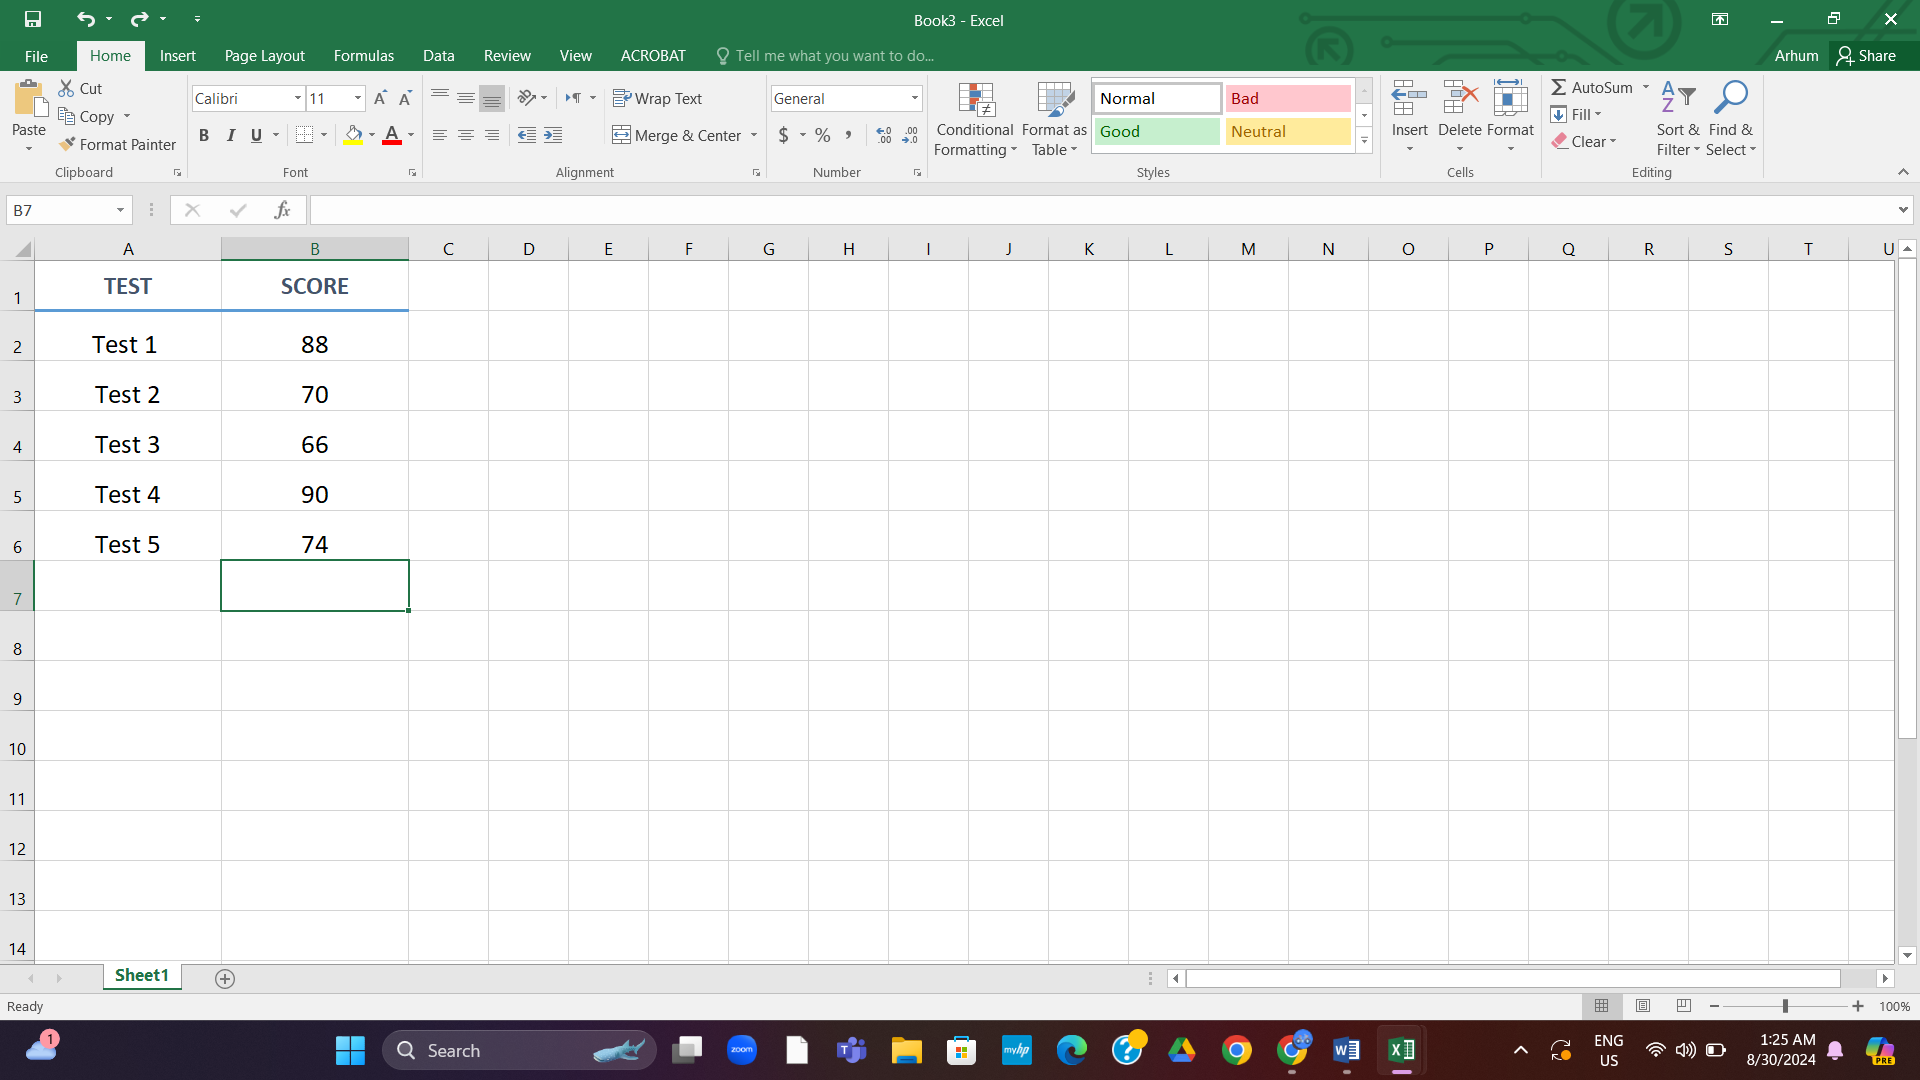 Book3 - Excel
File Home Insert Page Layout Formulas Data Review View ACROBAT Tell me what you want to do... Arhum Share
Paste Cut Copy Format Painter
Clipboard
Calibri 11
B I U A
Font
Wrap Text
Merge & Center
Alignment
General
$ % ,
Number
Conditional Formatting
Format as Table
Normal Bad
Good Neutral
Styles
Insert Delete Format
Cells
AutoSum
Fill
Clear
Sort & Filter
Find & Select
Editing
B7 fx
A B C D E F G H I J K L M N O P Q R S T U
1 TEST SCORE
2 Test 1 88
3 Test 2 70
4 Test 3 66
5 Test 4 90
6 Test 5 74
7
8
9
10
11
12
13
14
Sheet1
Ready 100%
1 Search zoom myhp ENG US 1:25 AM 8/30/2024 PRE